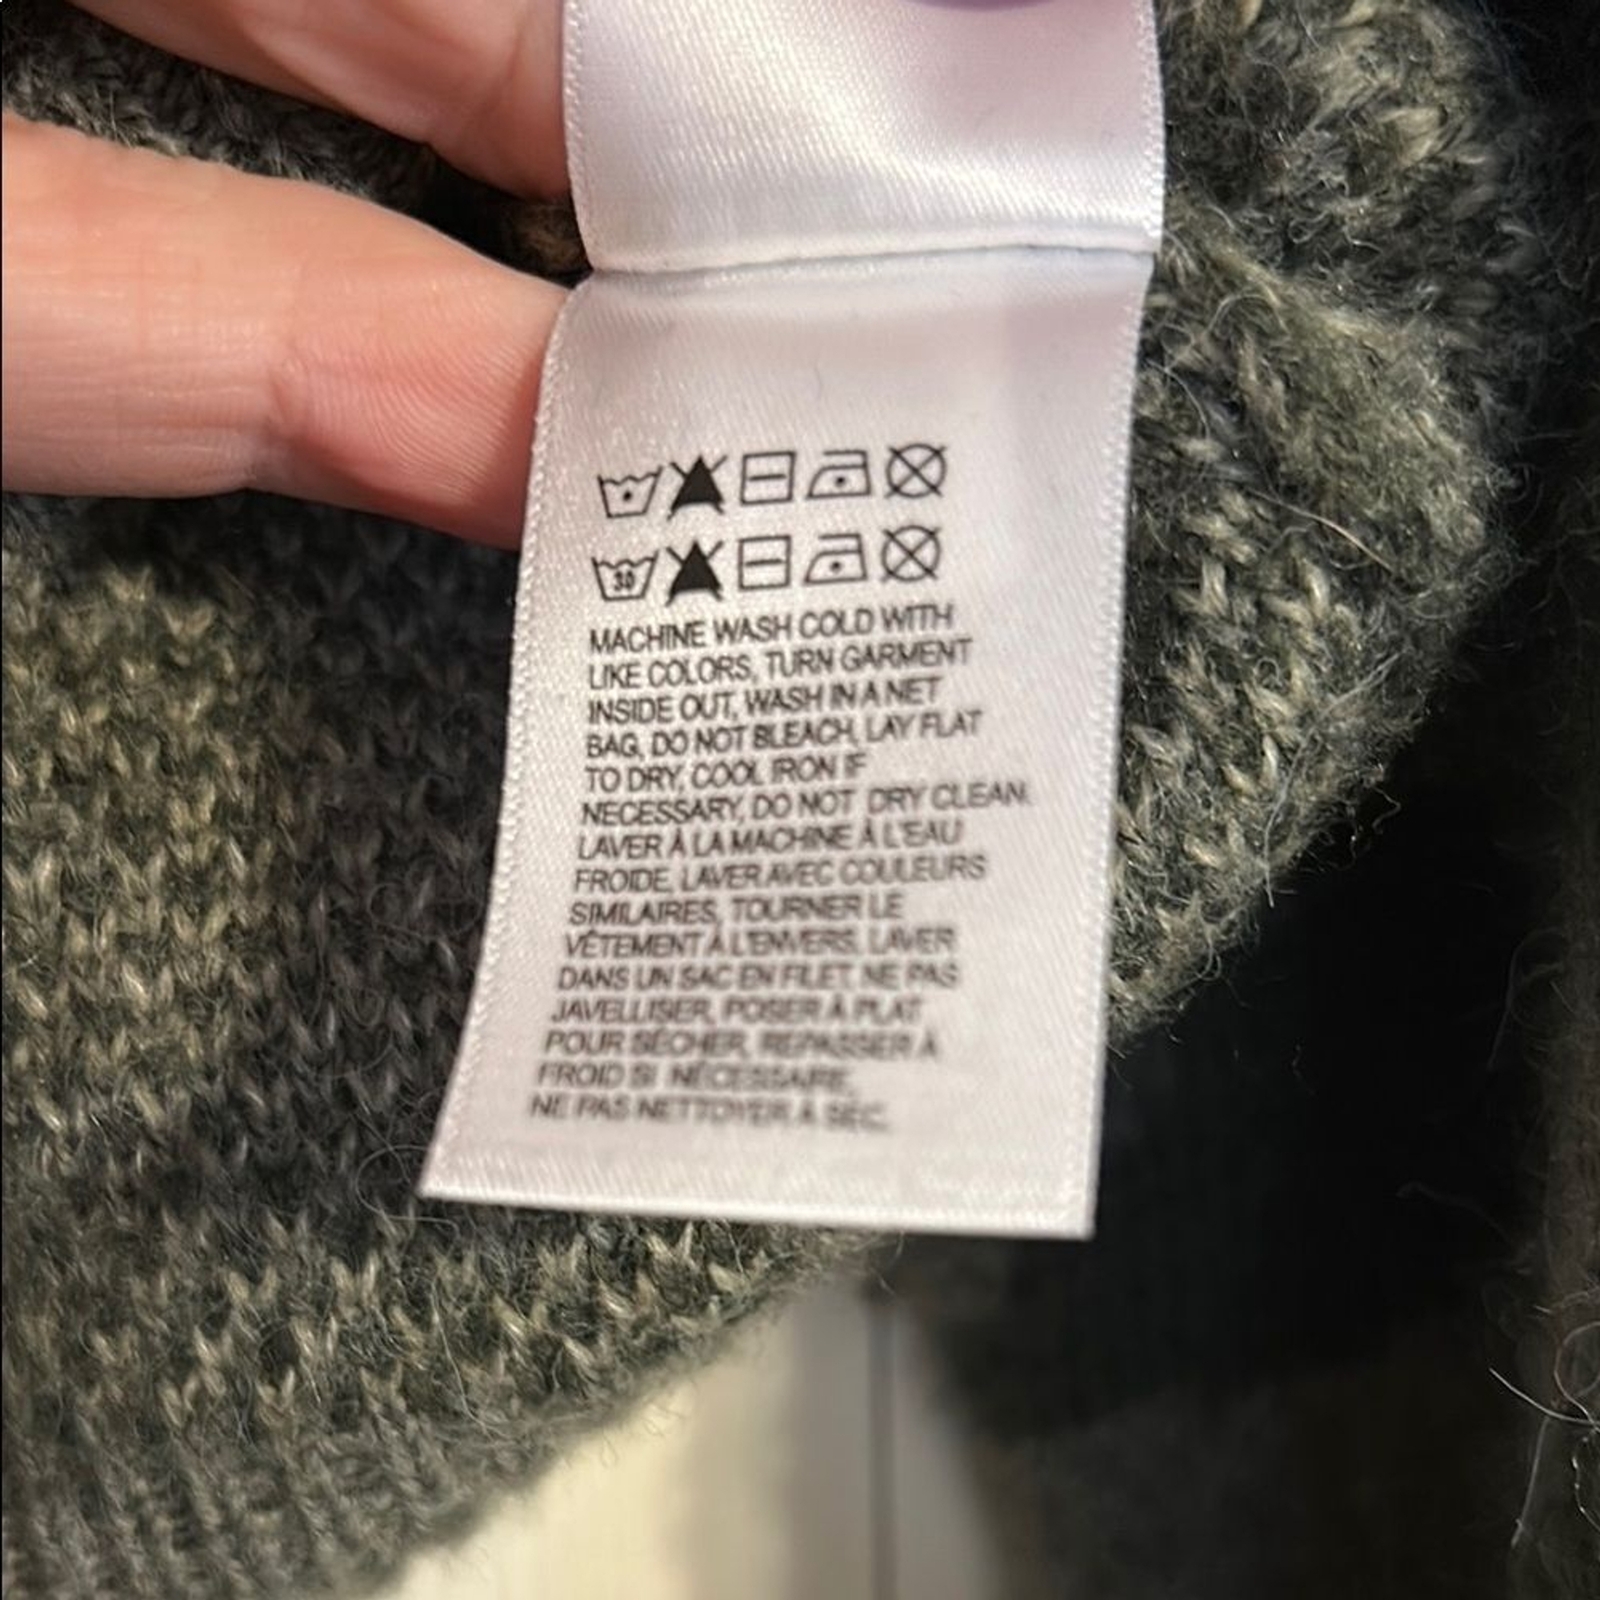 30
MACHINE WASH COLD WITH
LIKE COLORS, TURN GARMENT
INSIDE OUT, WASH IN A NET
BAG, DO NOT BLEACH, LAY FLAT
TO DRY, COOL IRON IF
NECESSARY, DO NOT DRY CLEAN.
LAVER À LA MACHINE À L'EAU
FROIDE, LAVER AVEC COULEURS
SIMILAIRES, TOURNER LE
VÊTEMENT À L'ENVERS, LAVER
DANS UN SAC EN FILET, NE PAS
JAVELLISER, POSER À PLAT
POUR SÉCHER, REPASSER À
FROID SI NÉCESSAIRE,
NE PAS NETTOYER À SEC.